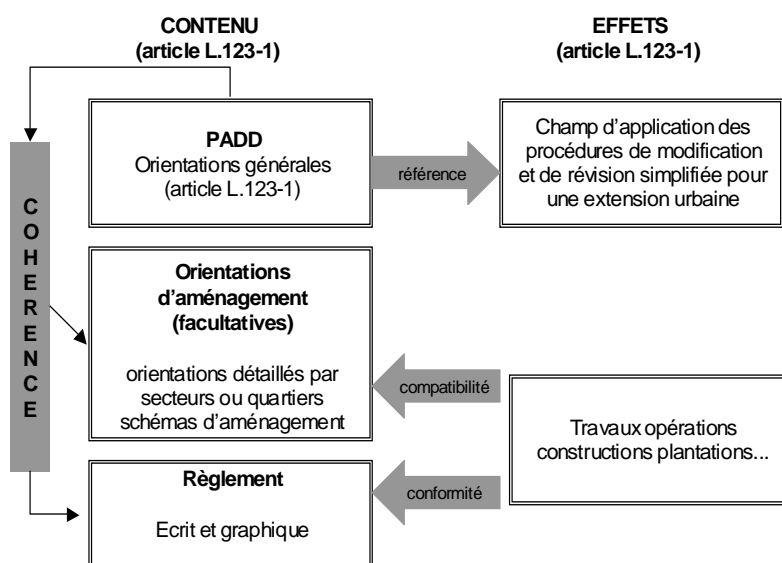 CONTENU
(article L.123-1)
EFFETS
(article L.123-1)
COHERENCE
PADD
Orientations générales
(article L.123-1)
référence
Champ d'application des
procédures de modification
et de révision simplifiée pour
une extension urbaine
Orientations
d'aménagement
(facultatives)
orientations détaillés par
secteurs ou quartiers
schémas d'aménagement
compatibilité
Travaux opérations
constructions plantations...
Règlement
Ecrit et graphique
conformité